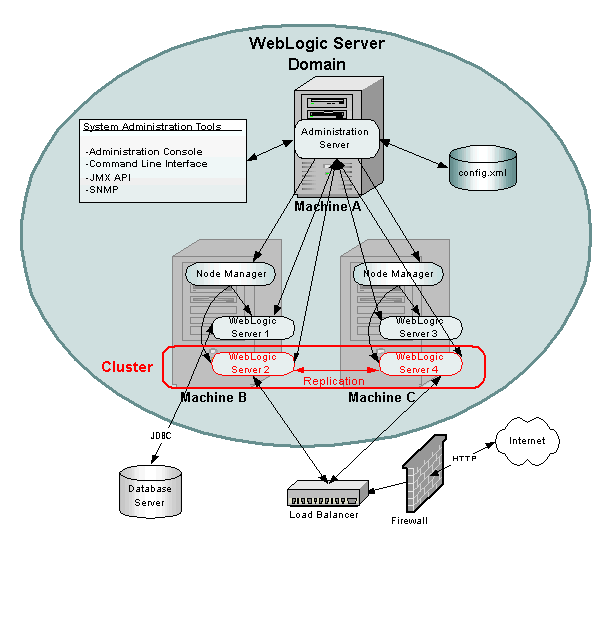 WebLogic Server
Domain
System Administration Tools
-Administration Console
-Command Line Interface
-JMX API
-SNMP
Administration
Server
config.xml
Machine A
Node Manager
Node Manager
WebLogic
Server 1
WebLogic
Server 3
Cluster
WebLogic
Server 2
Replication
WebLogic
Server 4
Machine B
Machine C
JDBC
Database
Server
Load Balancer
Firewall
HTTP
Internet